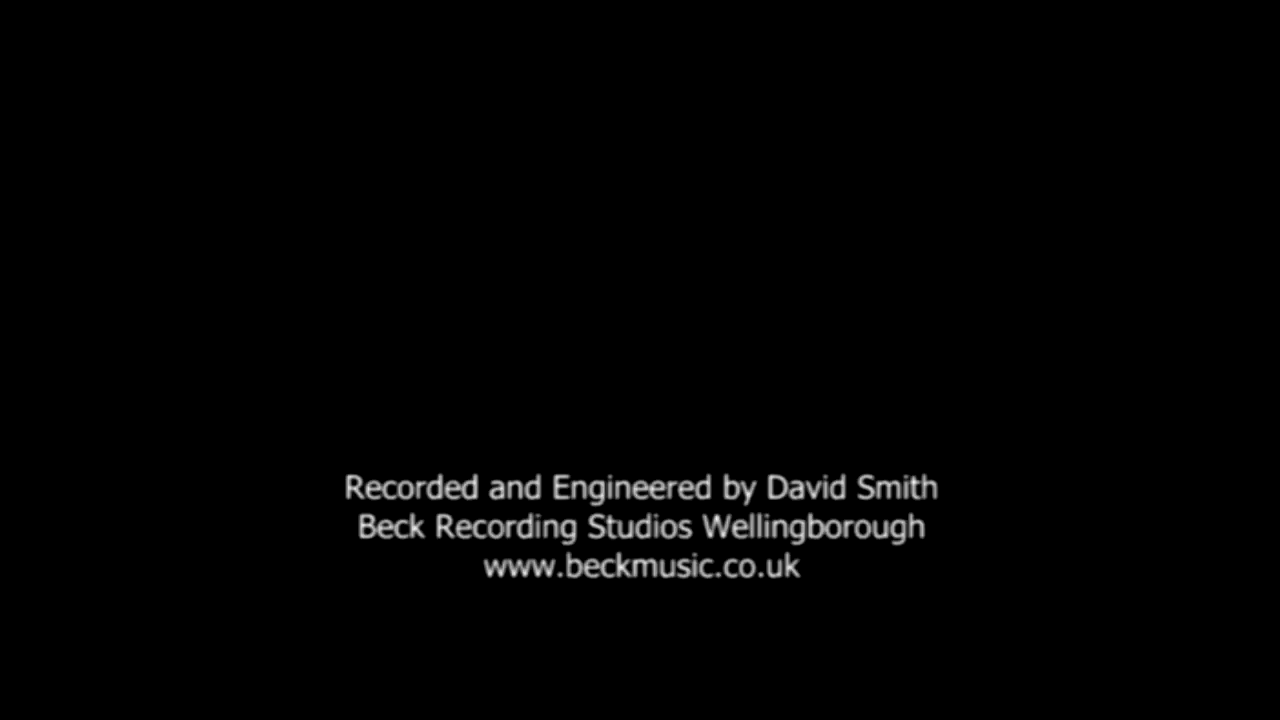 Recorded and Engineered by David Smith
Beck Recording Studios Wellingborough
www.beckmusic.co.uk